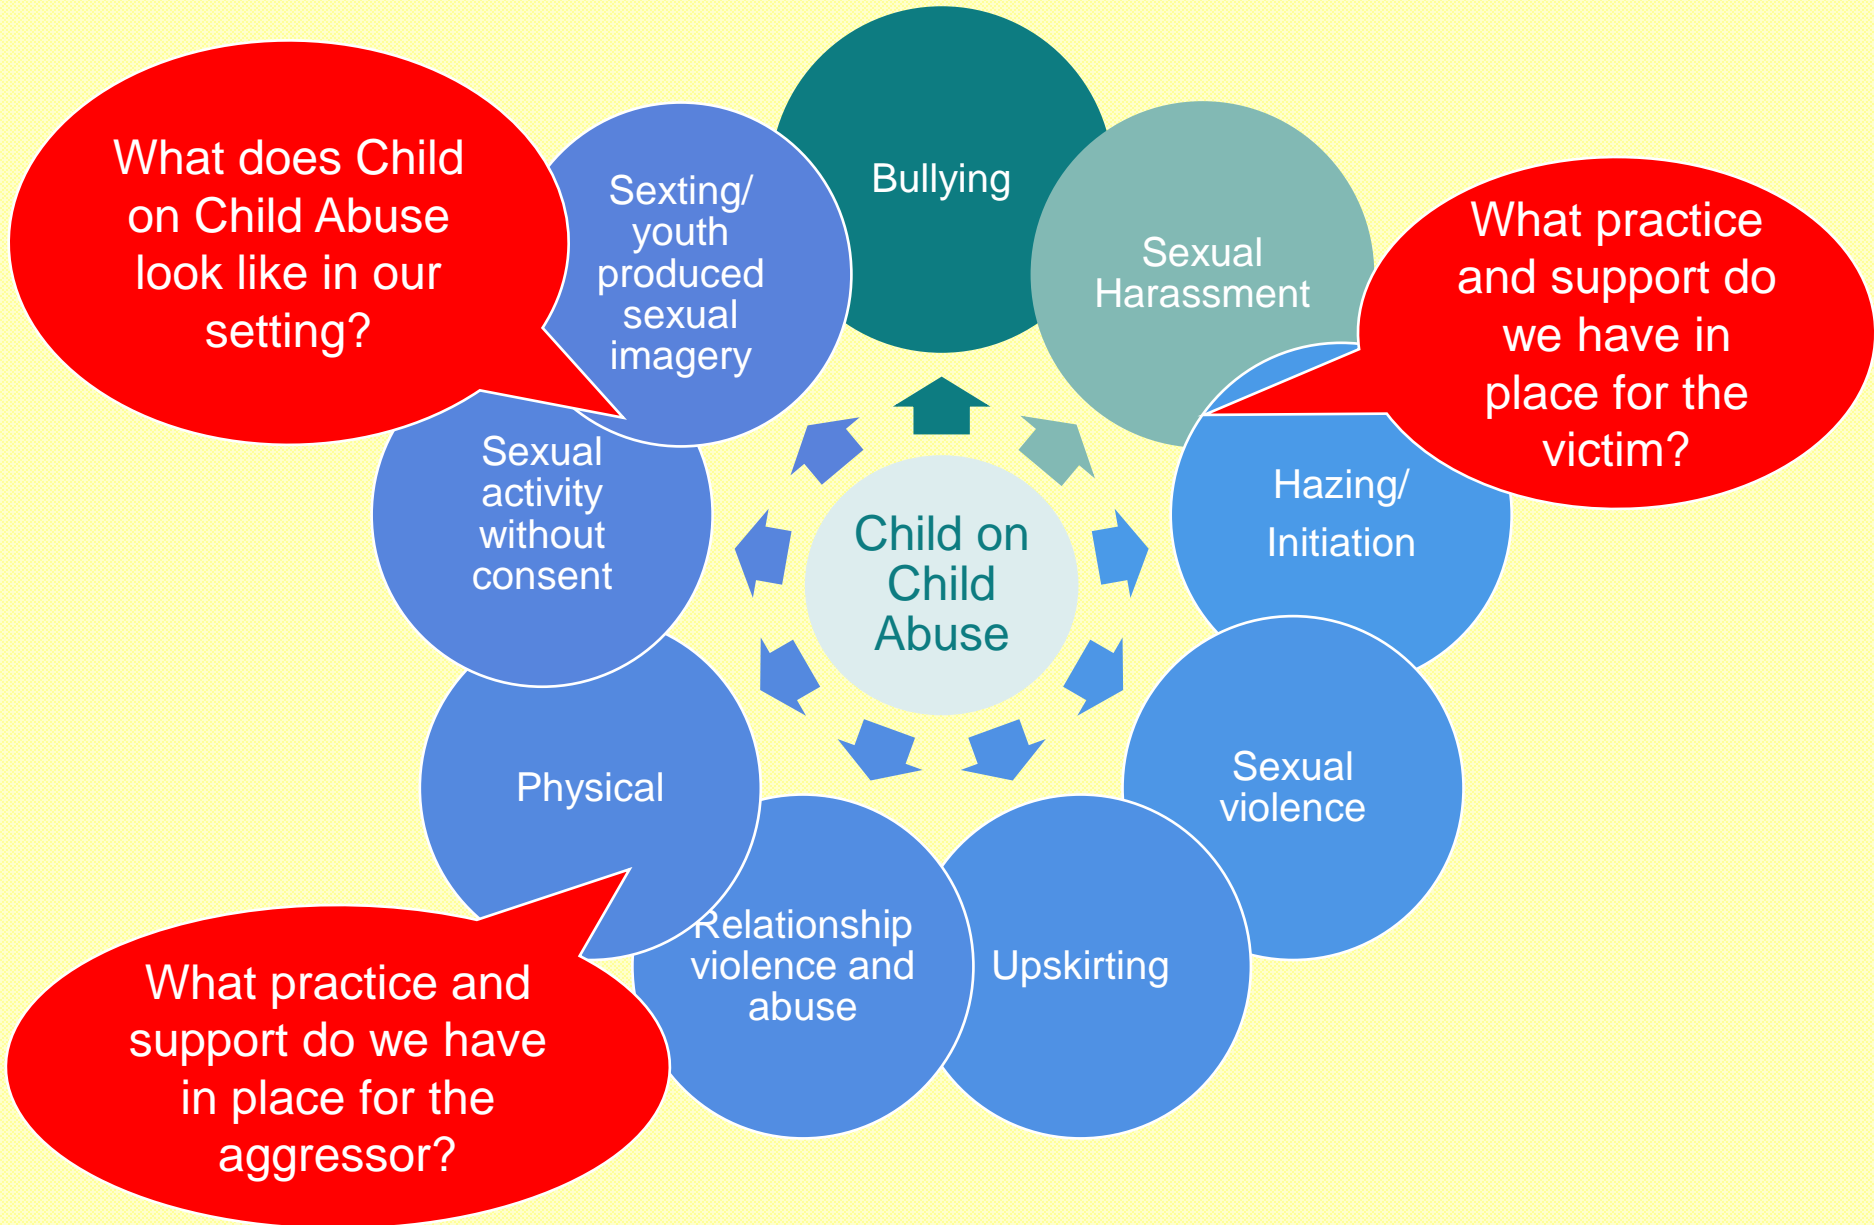 What does Child
on Child Abuse
look like in our
setting?
Sexting/
youth
produced
sexual
imagery
Bullying
Sexual
Harassment
What practice
and support do
we have in
place for the
victim?
Sexual
activity
without
consent
Child on
Child
Abuse
Hazing/
Initiation
Physical
Sexual
violence
Relationship
violence and
abuse
Upskirting
What practice and
support do we have
in place for the
aggressor?